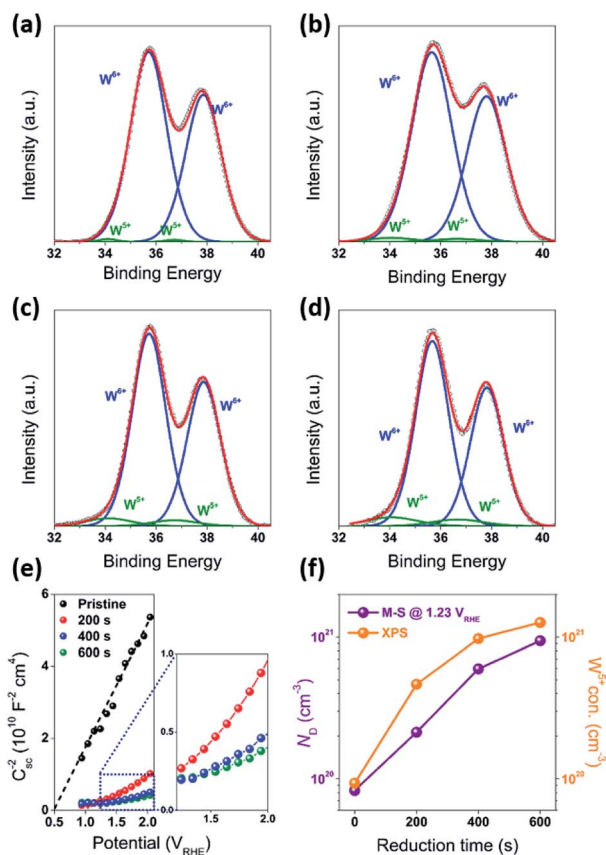 (a)
Intensity (a.u.)
W⁶⁺
W⁶⁺
W⁵⁺
W⁵⁺
32 34 36 38 40
Binding Energy
(b)
Intensity (a.u.)
W⁶⁺
W⁶⁺
W⁵⁺
W⁵⁺
32 34 36 38 40
Binding Energy
(c)
Intensity (a.u.)
W⁶⁺
W⁶⁺
W⁵⁺
W⁵⁺
32 34 36 38 40
Binding Energy
(d)
Intensity (a.u.)
W⁶⁺
W⁶⁺
W⁵⁺
W⁵⁺
32 34 36 38 40
Binding Energy
(e)
C_sc⁻² (10¹⁰ F⁻² cm⁴)
6
4
2
0
Pristine
200 s
400 s
600 s
1.0
0.5
0.0
1.5 2.0
0.5 1.0 1.5 2.0
Potential (V_RHE)
(f)
M-S @ 1.23 V_RHE
XPS
N_D (cm⁻³)
10²¹
10²⁰
W⁵⁺ con. (cm⁻³)
10²¹
10²⁰
0 200 400 600
Reduction time (s)